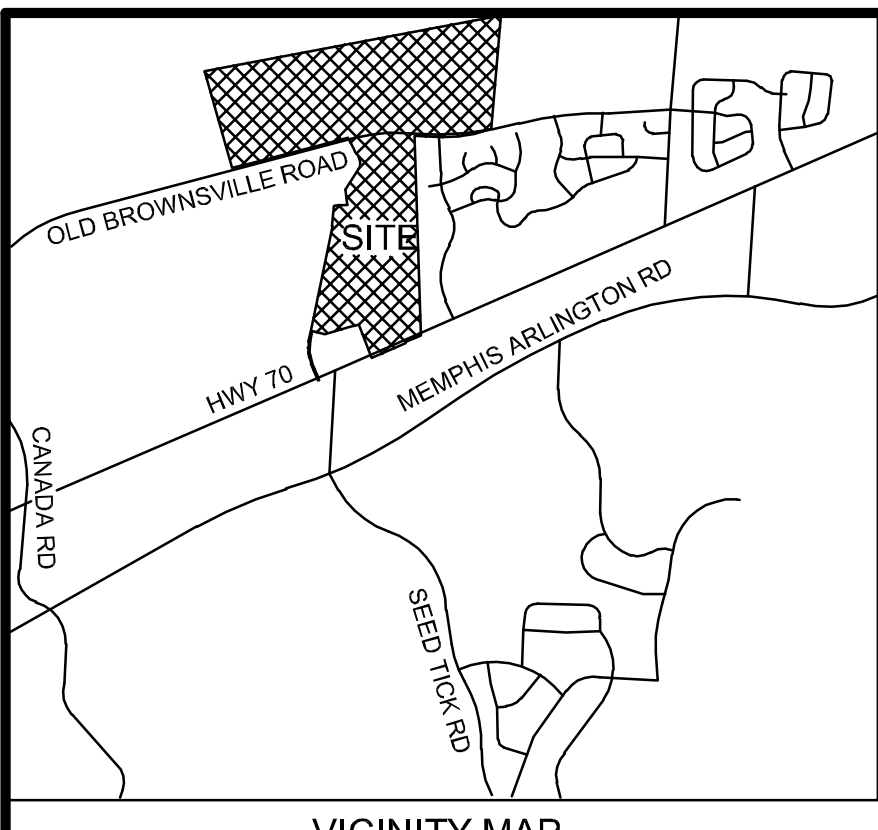 OLD BROWNSVILLE ROAD
SITE
MEMPHIS ARLINGTON RD
HWY 70
CANADA RD
SEED TICK RD
VICINITY MAP